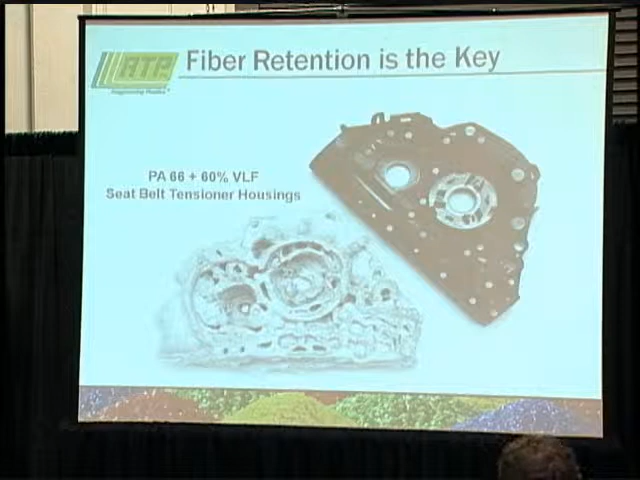 RTP
Fiber Retention is the Key
PA 66 + 60% VLF
Seat Belt Tensioner Housings